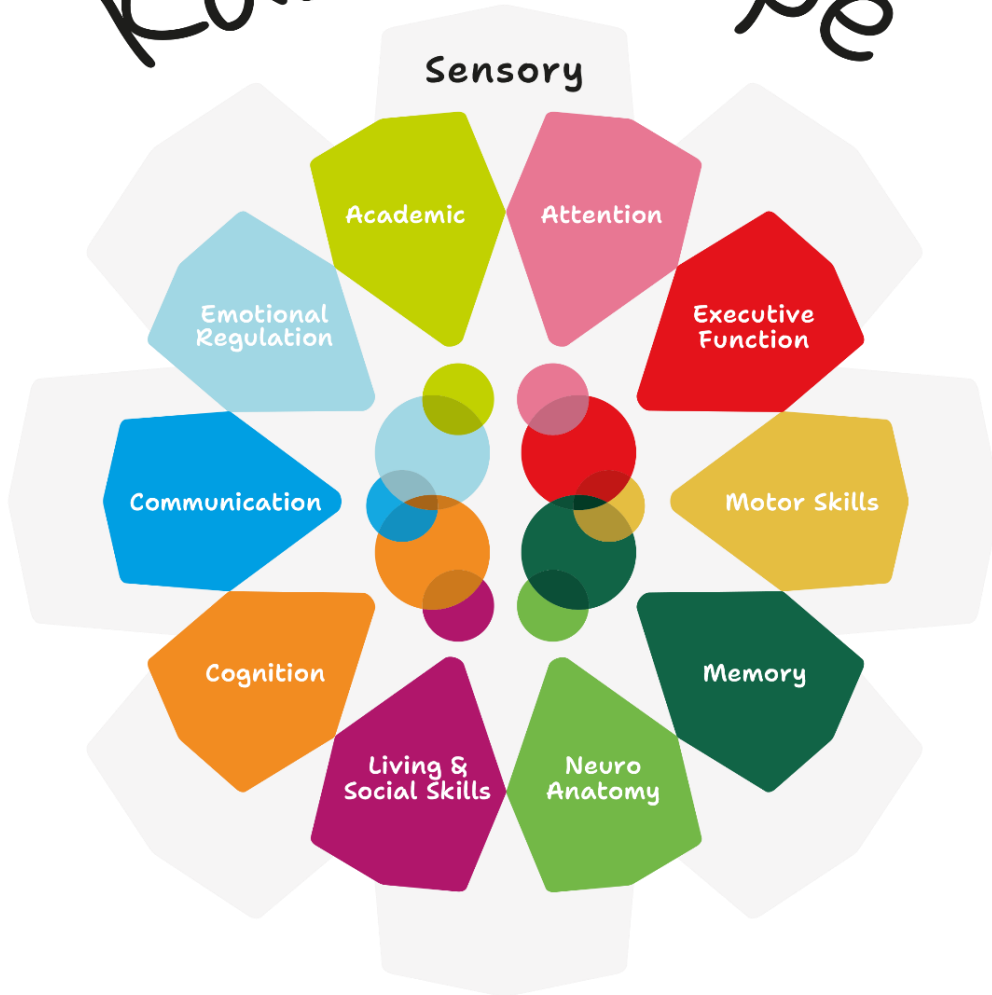 Sensory
Academic
Attention
Emotional
Regulation
Executive
Function
Communication
Motor Skills
Cognition
Memory
Living &
Social Skills
Neuro
Anatomy